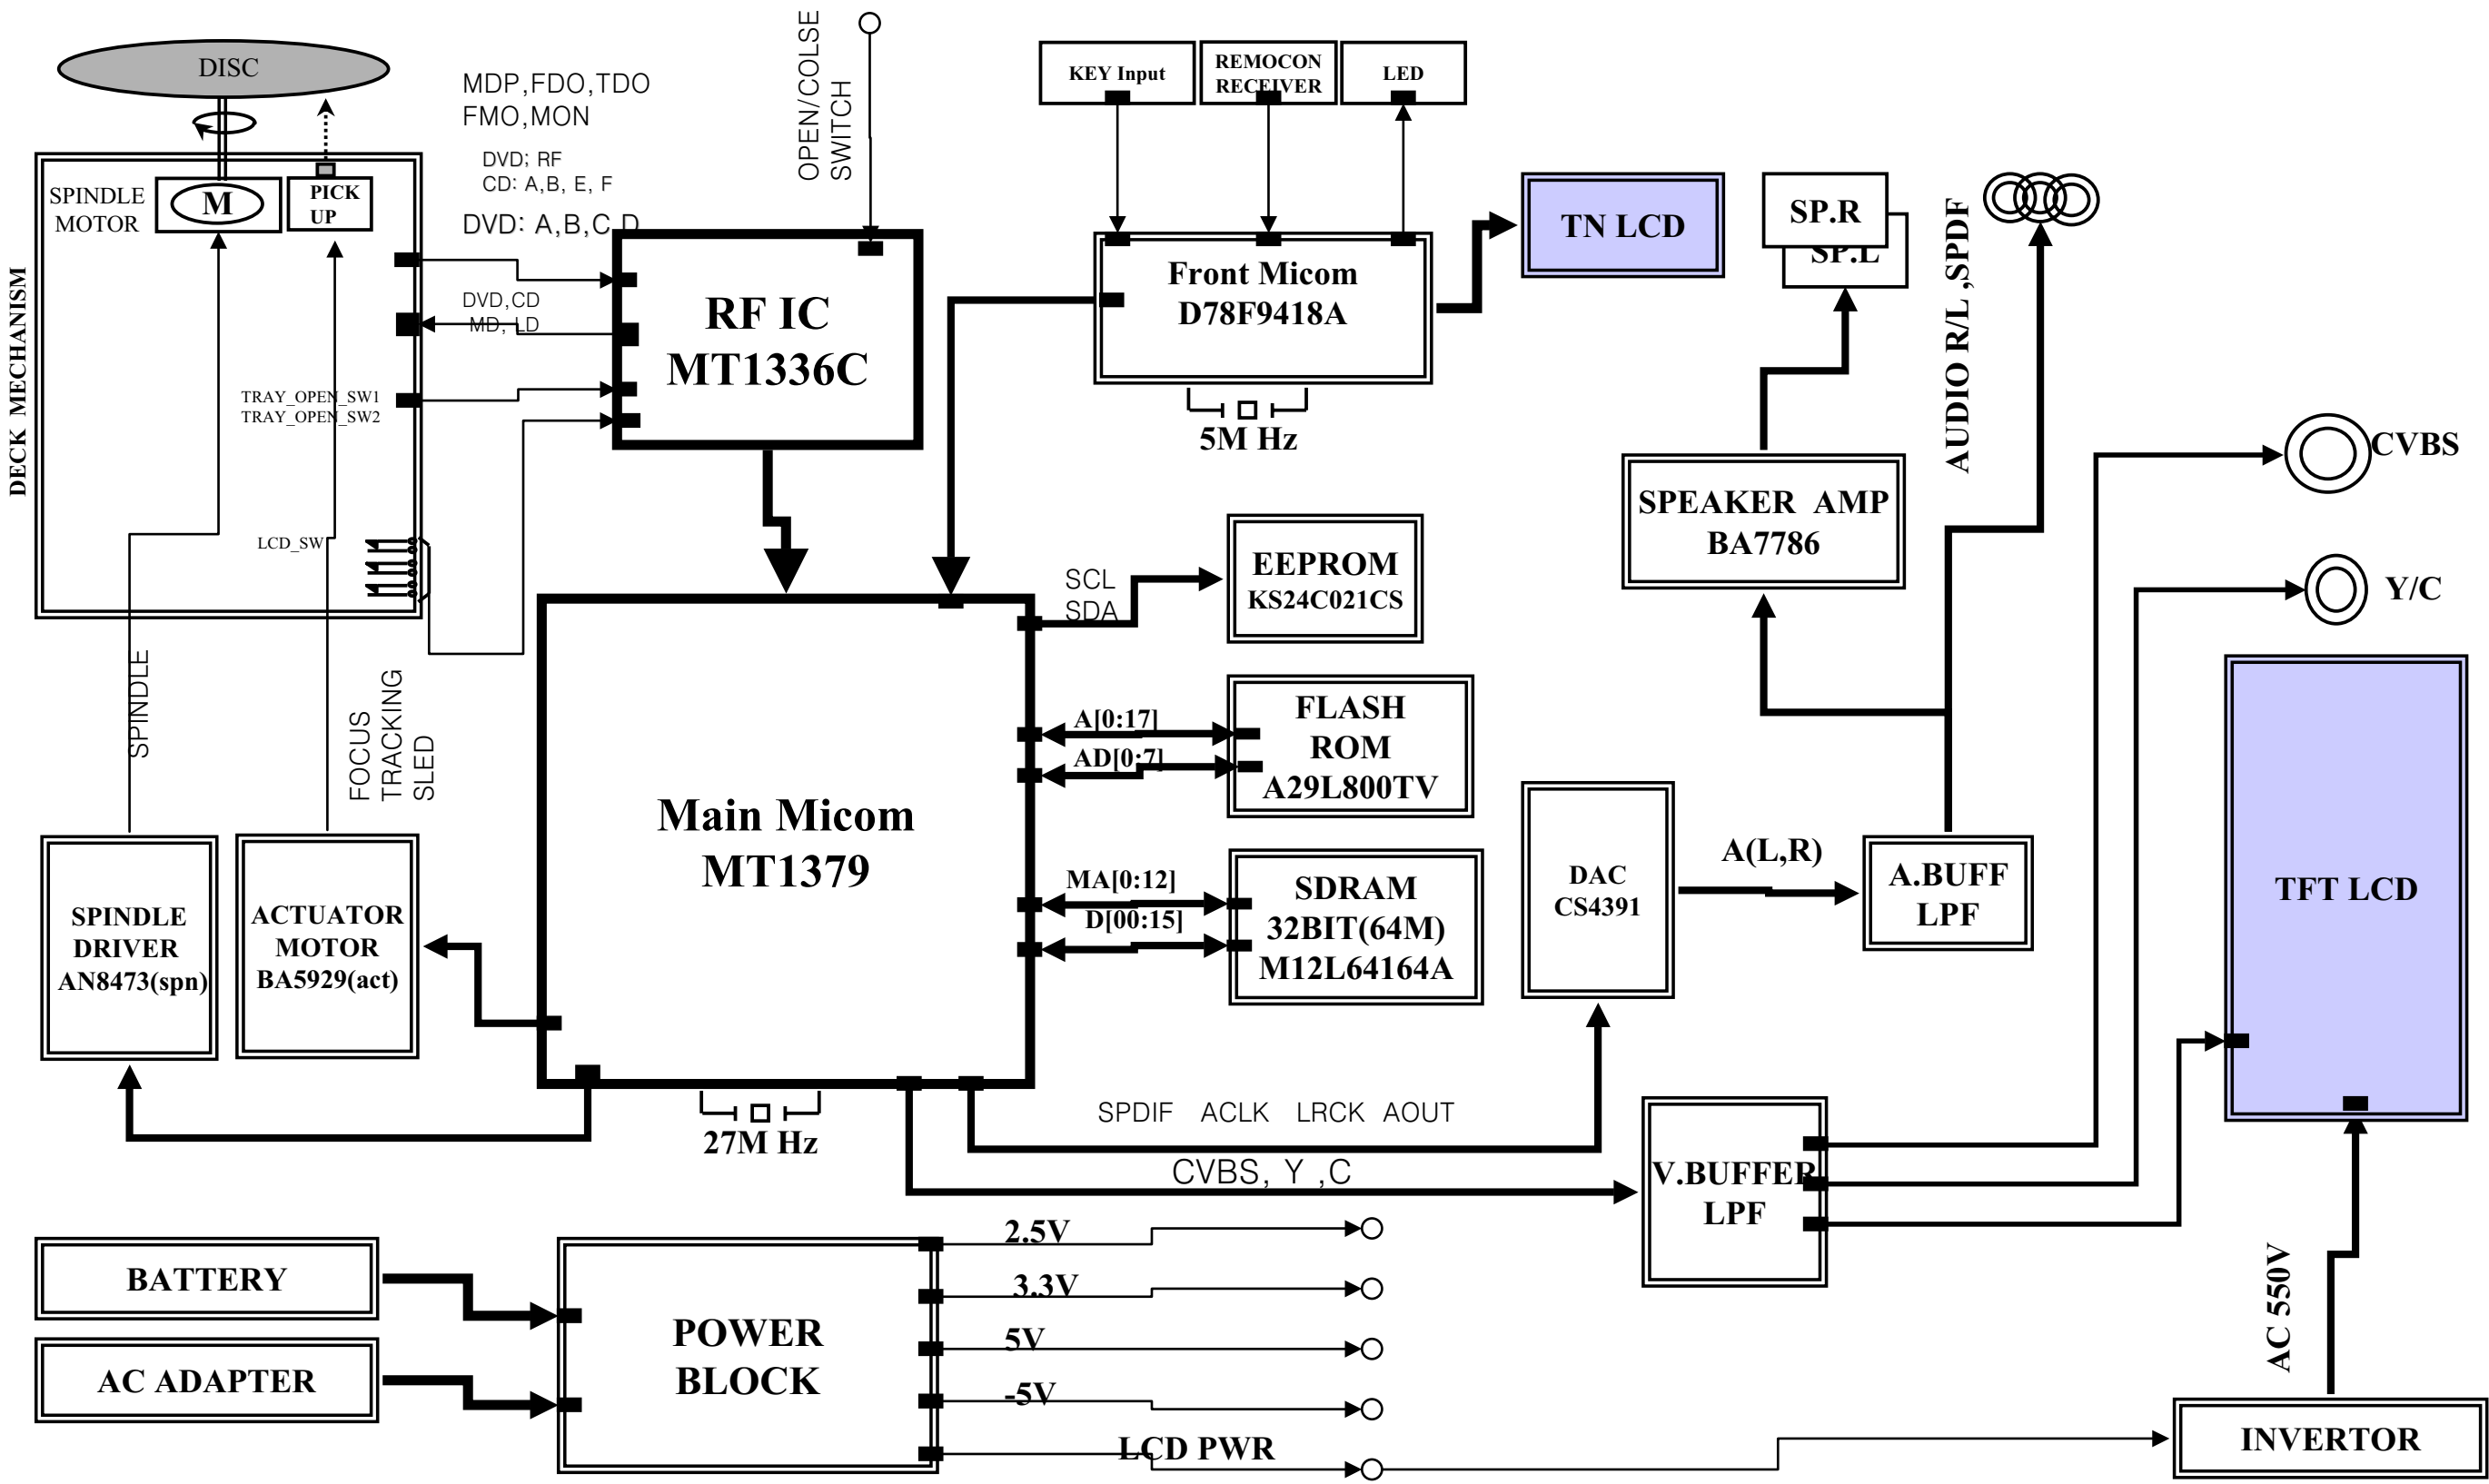 DISC
MDP,FDO,TDO
FMO,MON
DVD; RF
CD: A,B, E, F
DVD: A,B,C,D
OPEN/COLSE
SWITCH
KEY Input
REMOCON
RECEIVER
LED
SPINDLE
MOTOR
M
PICK
UP
DECK MECHANISM
DVD,CD
MD, LD
TRAY_OPEN_SW1
TRAY_OPEN_SW2
LCD_SW
RF IC
MT1336C
Front Micom
D78F9418A
5M Hz
TN LCD
SP.R
SP.L
AUDIO R/L ,SPDF
CVBS
Y/C
SPEAKER AMP
BA7786
EEPROM
KS24C021CS
SCL
SDA
SPINDLE
FOCUS
TRACKING
SLED
A[0:17]
AD[0:7]
FLASH
ROM
A29L800TV
Main Micom
MT1379
MA[0:12]
D[00:15]
SDRAM
32BIT(64M)
M12L64164A
DAC
CS4391
A(L,R)
A.BUFF
LPF
TFT LCD
SPINDLE
DRIVER
AN8473(spn)
ACTUATOR
MOTOR
BA5929(act)
27M Hz
SPDIF ACLK LRCK AOUT
CVBS, Y ,C
V.BUFFER
LPF
AC 550V
BATTERY
AC ADAPTER
POWER
BLOCK
2.5V
3.3V
5V
-5V
LCD PWR
INVERTOR